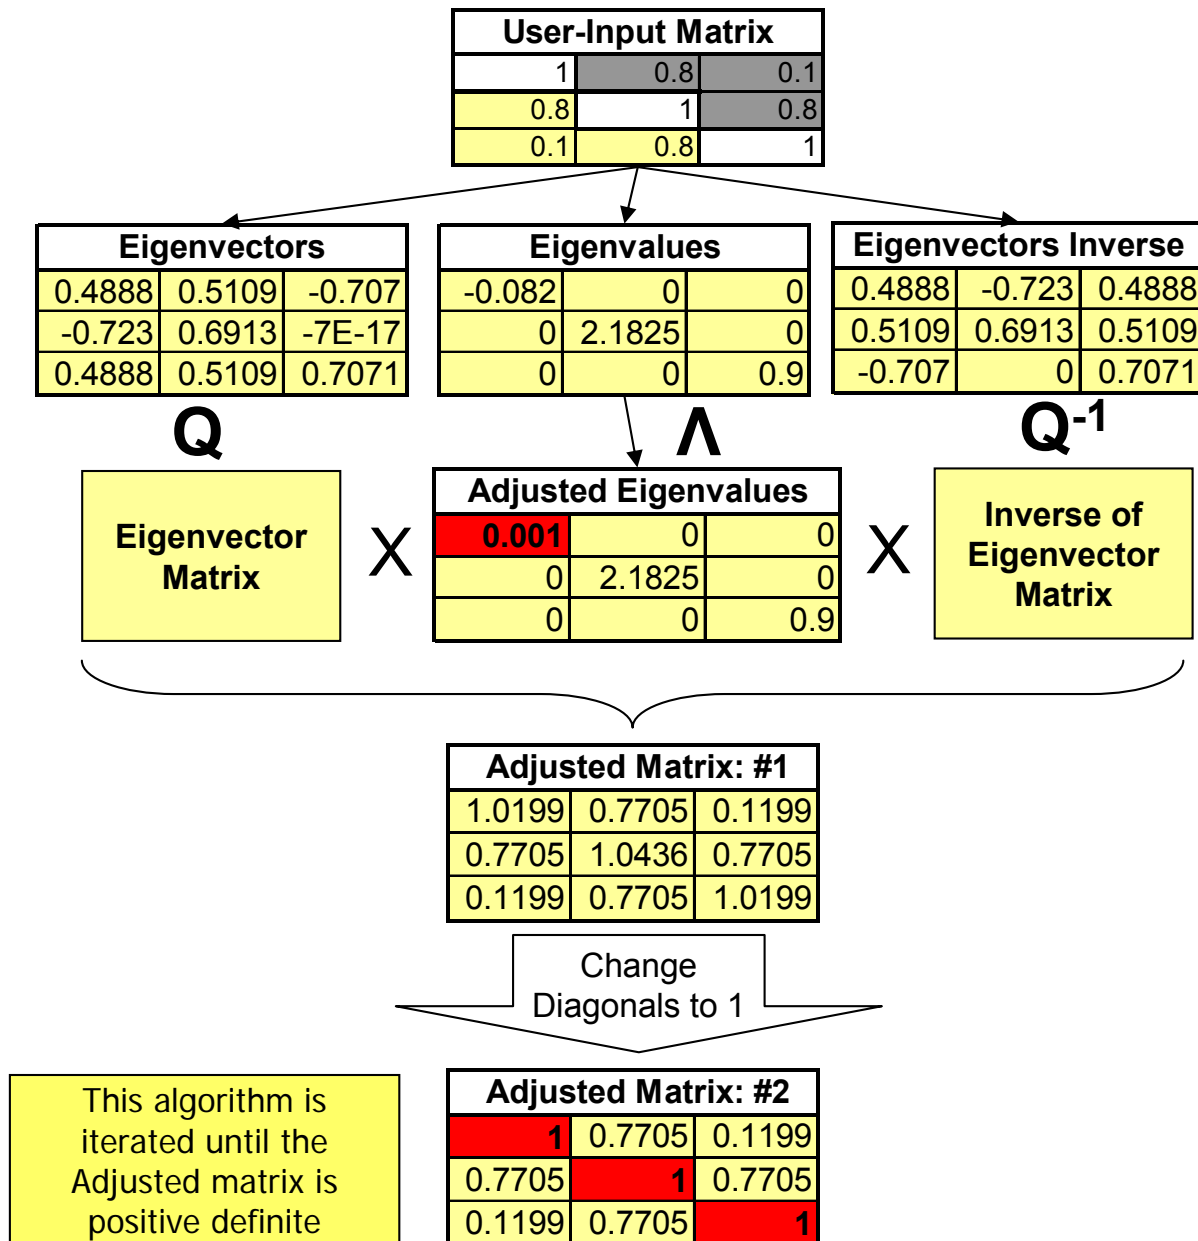 User-Input Matrix
1 0.8 0.1
0.8 1 0.8
0.1 0.8 1
Eigenvectors
0.4888 0.5109 -0.707
-0.723 0.6913 -7E-17
0.4888 0.5109 0.7071
Q
Eigenvalues
-0.082 0 0
0 2.1825 0
0 0 0.9
Λ
Eigenvectors Inverse
0.4888 -0.723 0.4888
0.5109 0.6913 0.5109
-0.707 0 0.7071
Q-1
Eigenvector
Matrix
X
Adjusted Eigenvalues
0.001 0 0
0 2.1825 0
0 0 0.9
X
Inverse of
Eigenvector
Matrix
Adjusted Matrix: #1
1.0199 0.7705 0.1199
0.7705 1.0436 0.7705
0.1199 0.7705 1.0199
Change
Diagonals to 1
This algorithm is
iterated until the
Adjusted matrix is
positive definite
Adjusted Matrix: #2
1 0.7705 0.1199
0.7705 1 0.7705
0.1199 0.7705 1